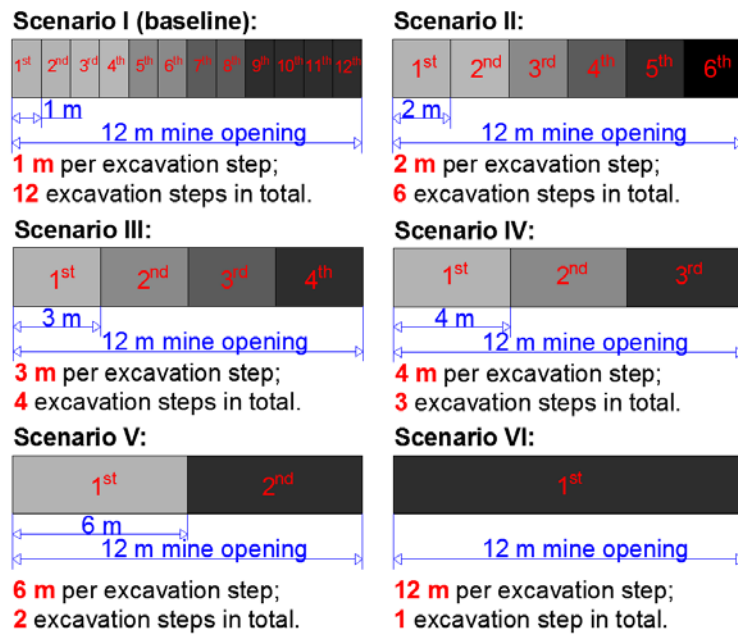 Scenario I (baseline):
1st 2nd 3rd 4th 5th 6th 7th 8th 9th 10th 11th 12th
1 m
12 m mine opening
1 m per excavation step;
12 excavation steps in total.
Scenario II:
1st 2nd 3rd 4th 5th 6th
2 m
12 m mine opening
2 m per excavation step;
6 excavation steps in total.
Scenario III:
1st 2nd 3rd 4th
3 m
12 m mine opening
3 m per excavation step;
4 excavation steps in total.
Scenario IV:
1st 2nd 3rd
4 m
12 m mine opening
4 m per excavation step;
3 excavation steps in total.
Scenario V:
1st 2nd
6 m
12 m mine opening
6 m per excavation step;
2 excavation steps in total.
Scenario VI:
1st
12 m mine opening
12 m per excavation step;
1 excavation step in total.